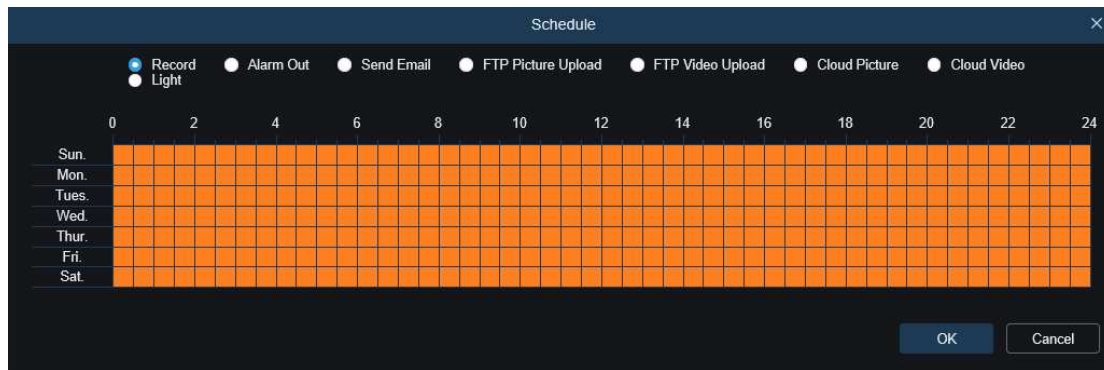 Schedule
Record Alarm Out Send Email FTP Picture Upload FTP Video Upload Cloud Picture Cloud Video
Light
0 2 4 6 8 10 12 14 16 18 20 22 24
Sun.
Mon.
Tues.
Wed.
Thur.
Fri.
Sat.
OK Cancel